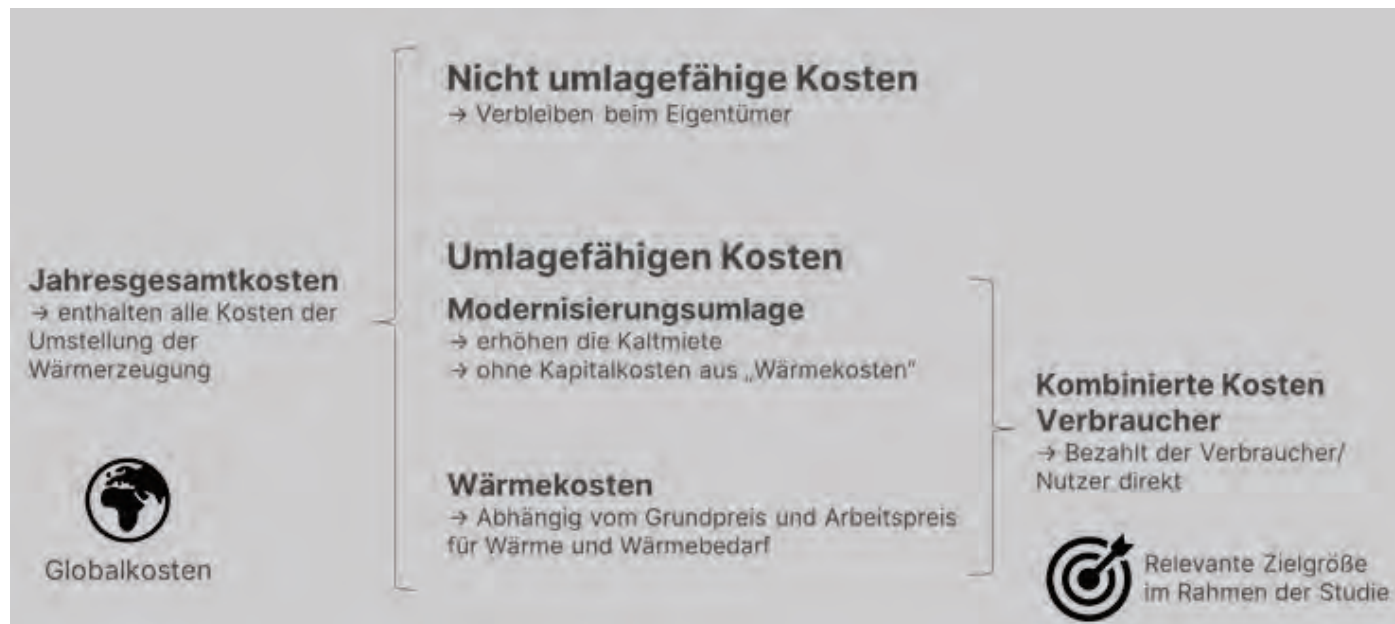 Nicht umlagefähige Kosten
→ Verbleiben beim Eigentümer
Umlagefähigen Kosten
Jahresgesamtkosten
→ enthalten alle Kosten der
Umstellung der
Wärmerzeugung
Modernisierungsumlage
→ erhöhen die Kaltmiete
→ ohne Kapitalkosten aus „Wärmekosten“
Kombinierte Kosten
Verbraucher
→ Bezahlt der Verbraucher/
Nutzer direkt
Wärmekosten
→ Abhängig vom Grundpreis und Arbeitspreis
für Wärme und Wärmebedarf
Globalkosten
Relevante Zielgröße
im Rahmen der Studie